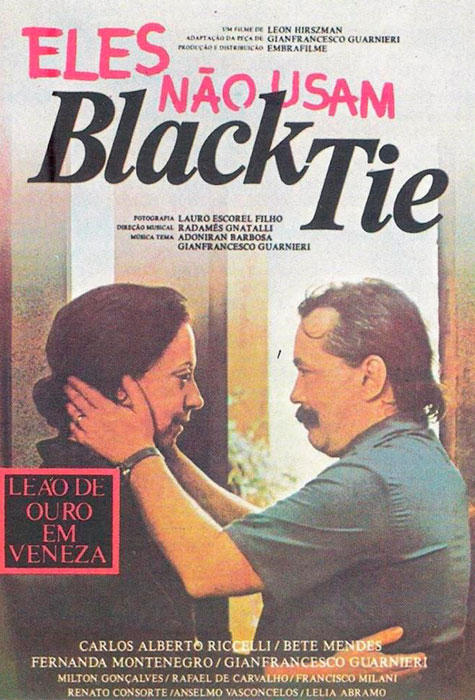 UM FILME DE LEON HIRSZMAN
ADAPTAÇÃO DA PEÇA DE GIANFRANCESCO GUARNIERI
PRODUÇÃO E DISTRIBUIÇÃO EMBRAFILME
ELES
NÃO USAM
Black Tie
FOTOGRAFIA LAURO ESCOREL FILHO
DIREÇÃO MUSICAL RADAMÉS GNATALLI
MÚSICA TEMA ADONIRAN BARBOSA
GIANFRANCESCO GUARNIERI
LEÃO DE
OURO
EM
VENEZA
CARLOS ALBERTO RICCELLI / BETE MENDES
FERNANDA MONTENEGRO / GIANFRANCESCO GUARNIERI
MILTON GONÇALVES / RAFAEL DE CARVALHO / FRANCISCO MILANI
RENATO CONSORTE / ANSELMO VASCONCELOS / LELIA ABRAMO